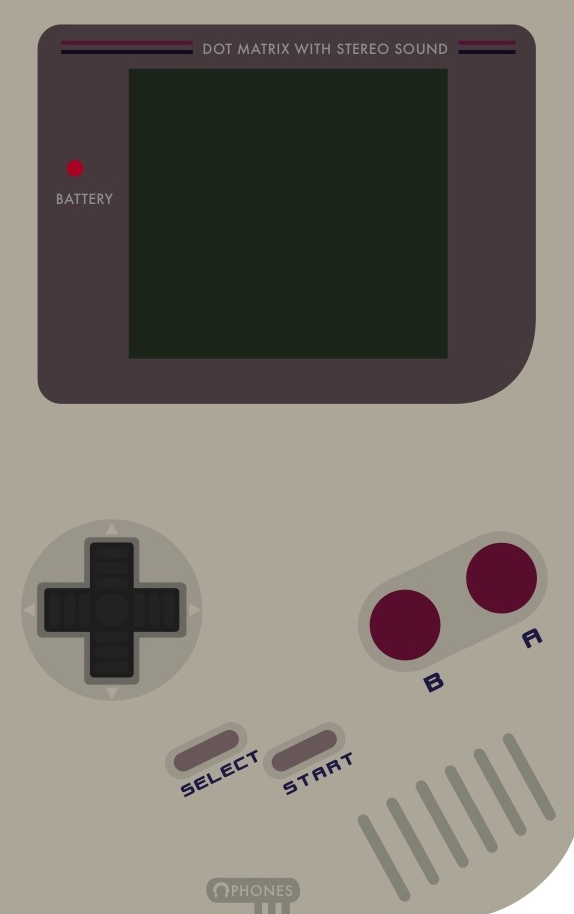 DOT MATRIX WITH STEREO SOUND
BATTERY
A
B
SELECT
START
PHONES